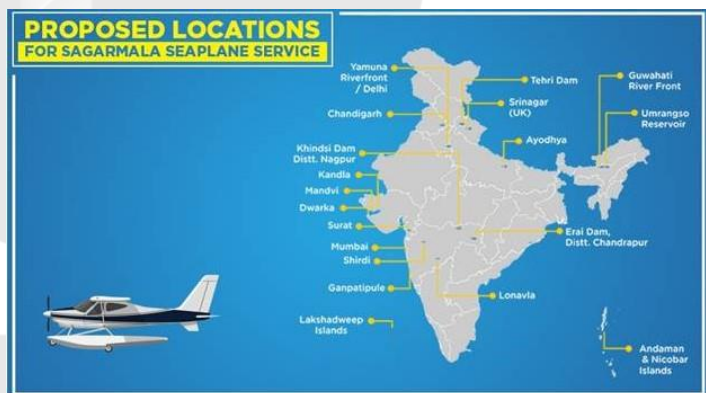 PROPOSED LOCATIONS
FOR SAGARMALA SEAPLANE SERVICE
Yamuna
Riverfront
/ Delhi
Chandigarh
Khindsi Dam
Distt. Nagpur
Kandla
Mandvi
Dwarka
Surat
Mumbai
Shirdi
Ganpatipule
Lakshadweep
Islands
Tehri Dam
Srinagar
(UK)
Ayodhya
Guwahati
River Front
Umrangso
Reservoir
Erai Dam,
Distt. Chandrapur
Lonavla
Andaman
& Nicobar
Islands